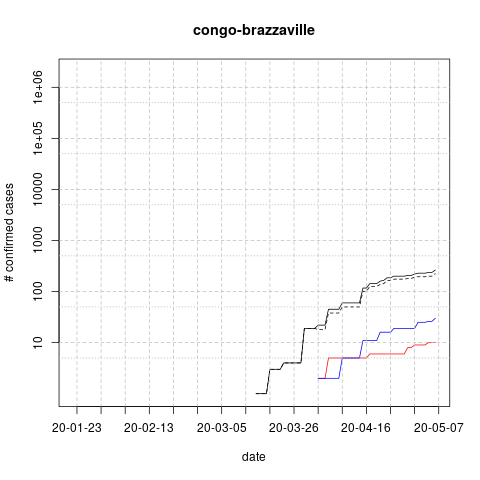 congo-brazzaville
# confirmed cases
1e+06
1e+05
10000
1000
100
10
20-01-23 20-02-13 20-03-05 20-03-26 20-04-16 20-05-07
date